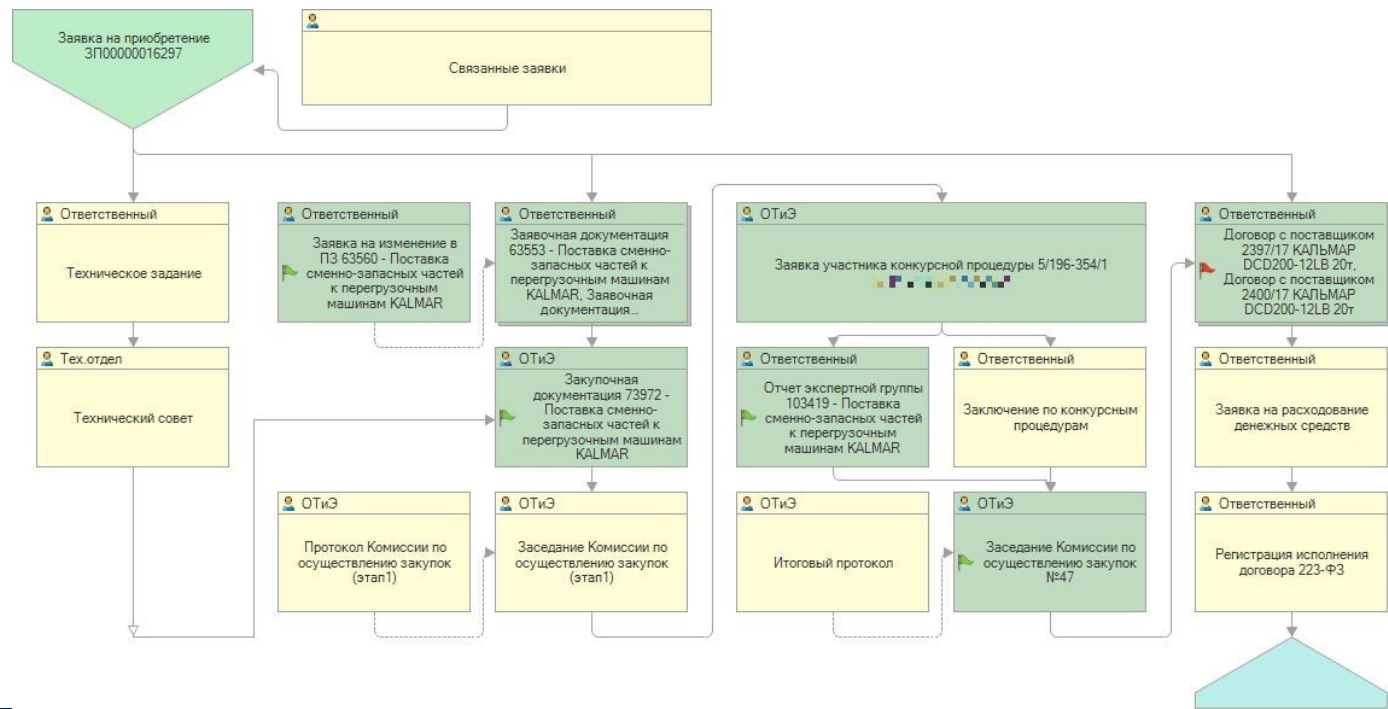 Заявка на приобретение
ЗП00000016297
Связанные заявки
Ответственный
Техническое задание
Ответственный
Заявка на изменение в
ПЗ 63560 - Поставка
сменно-запасных частей
к перегрузочным
машинам KALMAR
Ответственный
Заявочная документация
63553 - Поставка сменно-
запасных частей к
перегрузочным машинам
KALMAR, Заявочная
документация...
ОТиЭ
Заявка участника конкурсной процедуры 5/196-354/1
Ответственный
Договор с поставщиком
2397/17 КАЛЬМАР
DCD200-12LB 20т,
Договор с поставщиком
2400/17 КАЛЬМАР
DCD200-12LB 20т
Тех.отдел
Технический совет
ОТиЭ
Закупочная
документация 73972 -
Поставка сменно-
запасных частей к
перегрузочным машинам
KALMAR
Ответственный
Отчет экспертной группы
103419 - Поставка
сменно-запасных частей
к перегрузочным
машинам KALMAR
Ответственный
Заключение по конкурсным
процедурам
Ответственный
Заявка на расходование
денежных средств
ОТиЭ
Протокол Комиссии по
осуществлению закупок
(этап1)
ОТиЭ
Заседание Комиссии по
осуществлению закупок
(этап1)
ОТиЭ
Итоговый протокол
ОТиЭ
Заседание Комиссии по
осуществлению закупок
№47
Ответственный
Регистрация исполнения
договора 223-ФЗ